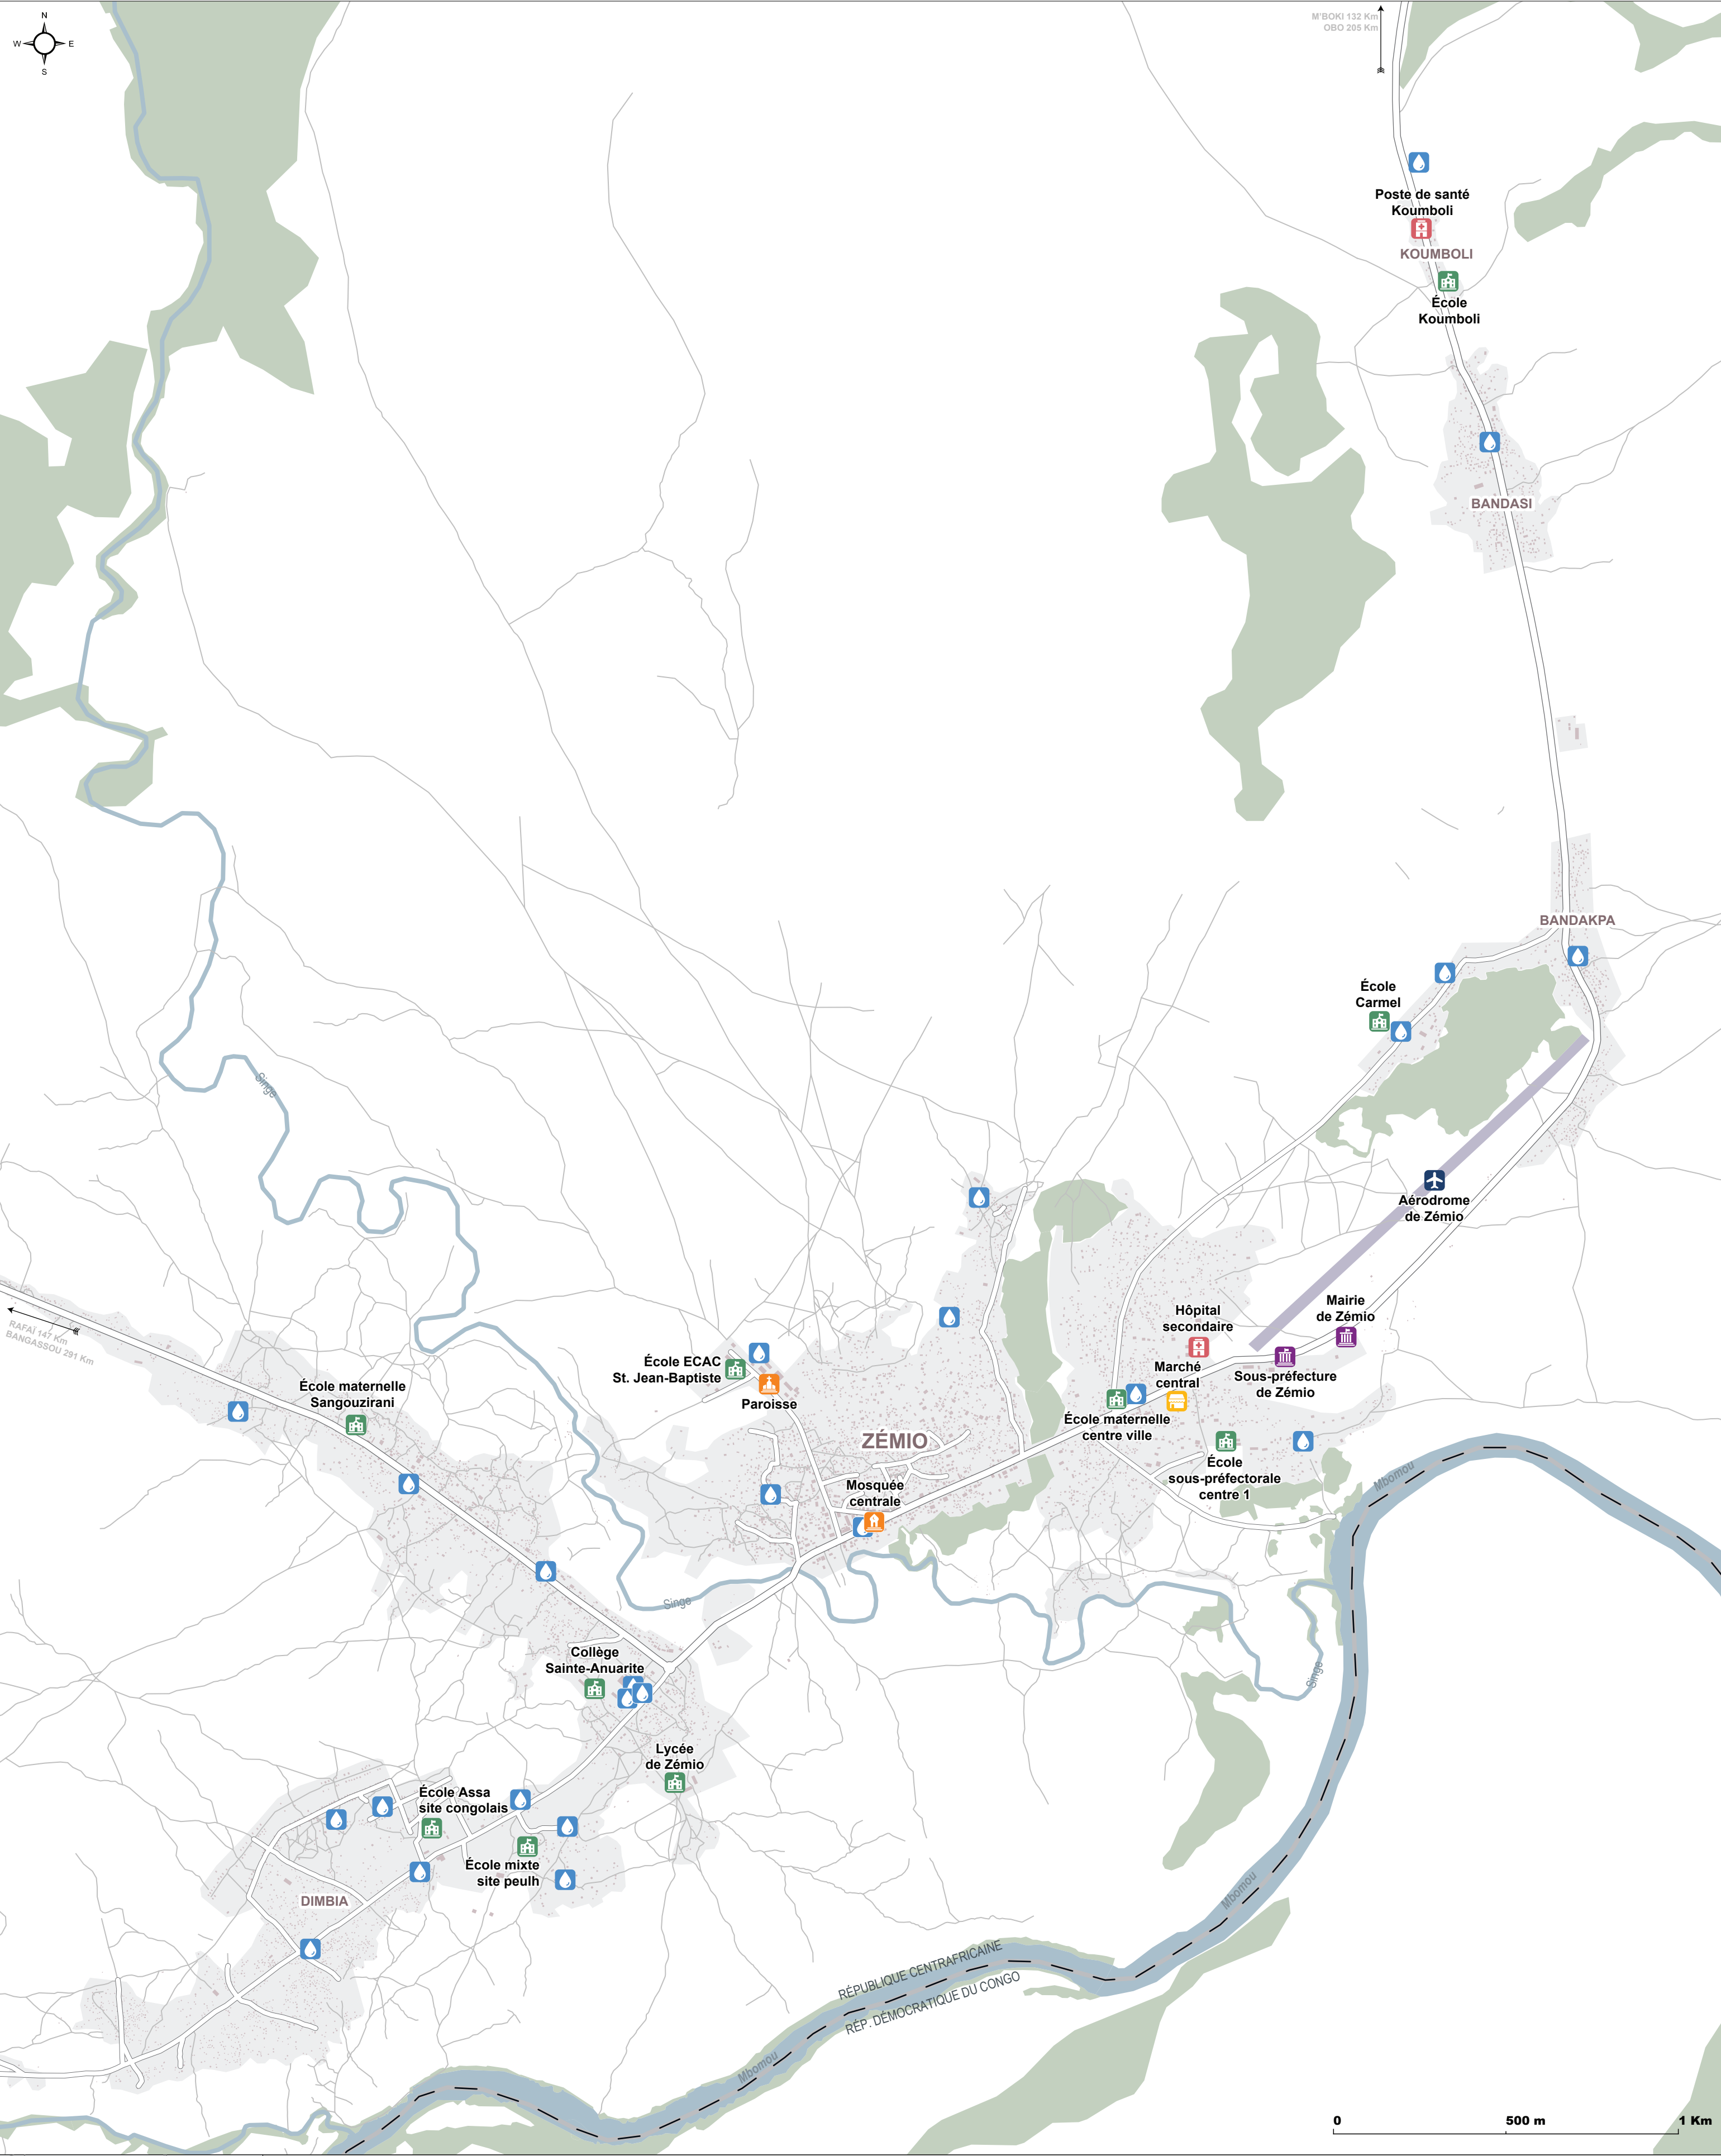 N
W
E
S
M'BOKI 132 Km
OBO 205 Km
Poste de santé
Koumboli
KOUMBOLI
École
Koumboli
BANDASI
BANDAKPA
École
Carmel
Singe
Aérodrome
de Zémio
RAFAÏ 147 Km
BANGASSOU 291 Km
Mairie
de Zémio
Hôpital
secondaire
Sous-préfecture
de Zémio
Marché
central
École ECAC
St. Jean-Baptiste
Paroisse
École maternelle
Sangouzirani
École maternelle
centre ville
ZÉMIO
École
sous-préfectorale
centre 1
Mbomou
Mosquée
centrale
Singe
Collège
Sainte-Anuarite
Singe
Lycée
de Zémio
École Assa
site congolais
École mixte
site peulh
DIMBIA
Mbomou
RÉPUBLIQUE CENTRAFRICAINE
RÉP. DÉMOCRATIQUE DU CONGO
Mbomou
0
500 m
1 Km